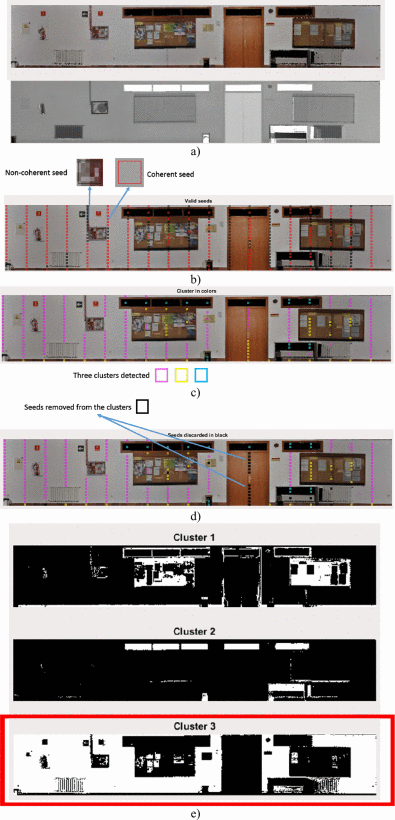 a)
Non-coherent seed
Coherent seed
Valid seeds
b)
Cluster in colors
c)
Three clusters detected
Seeds removed from the clusters
Seeds discarded in black
d)
Cluster 1
Cluster 2
Cluster 3
e)